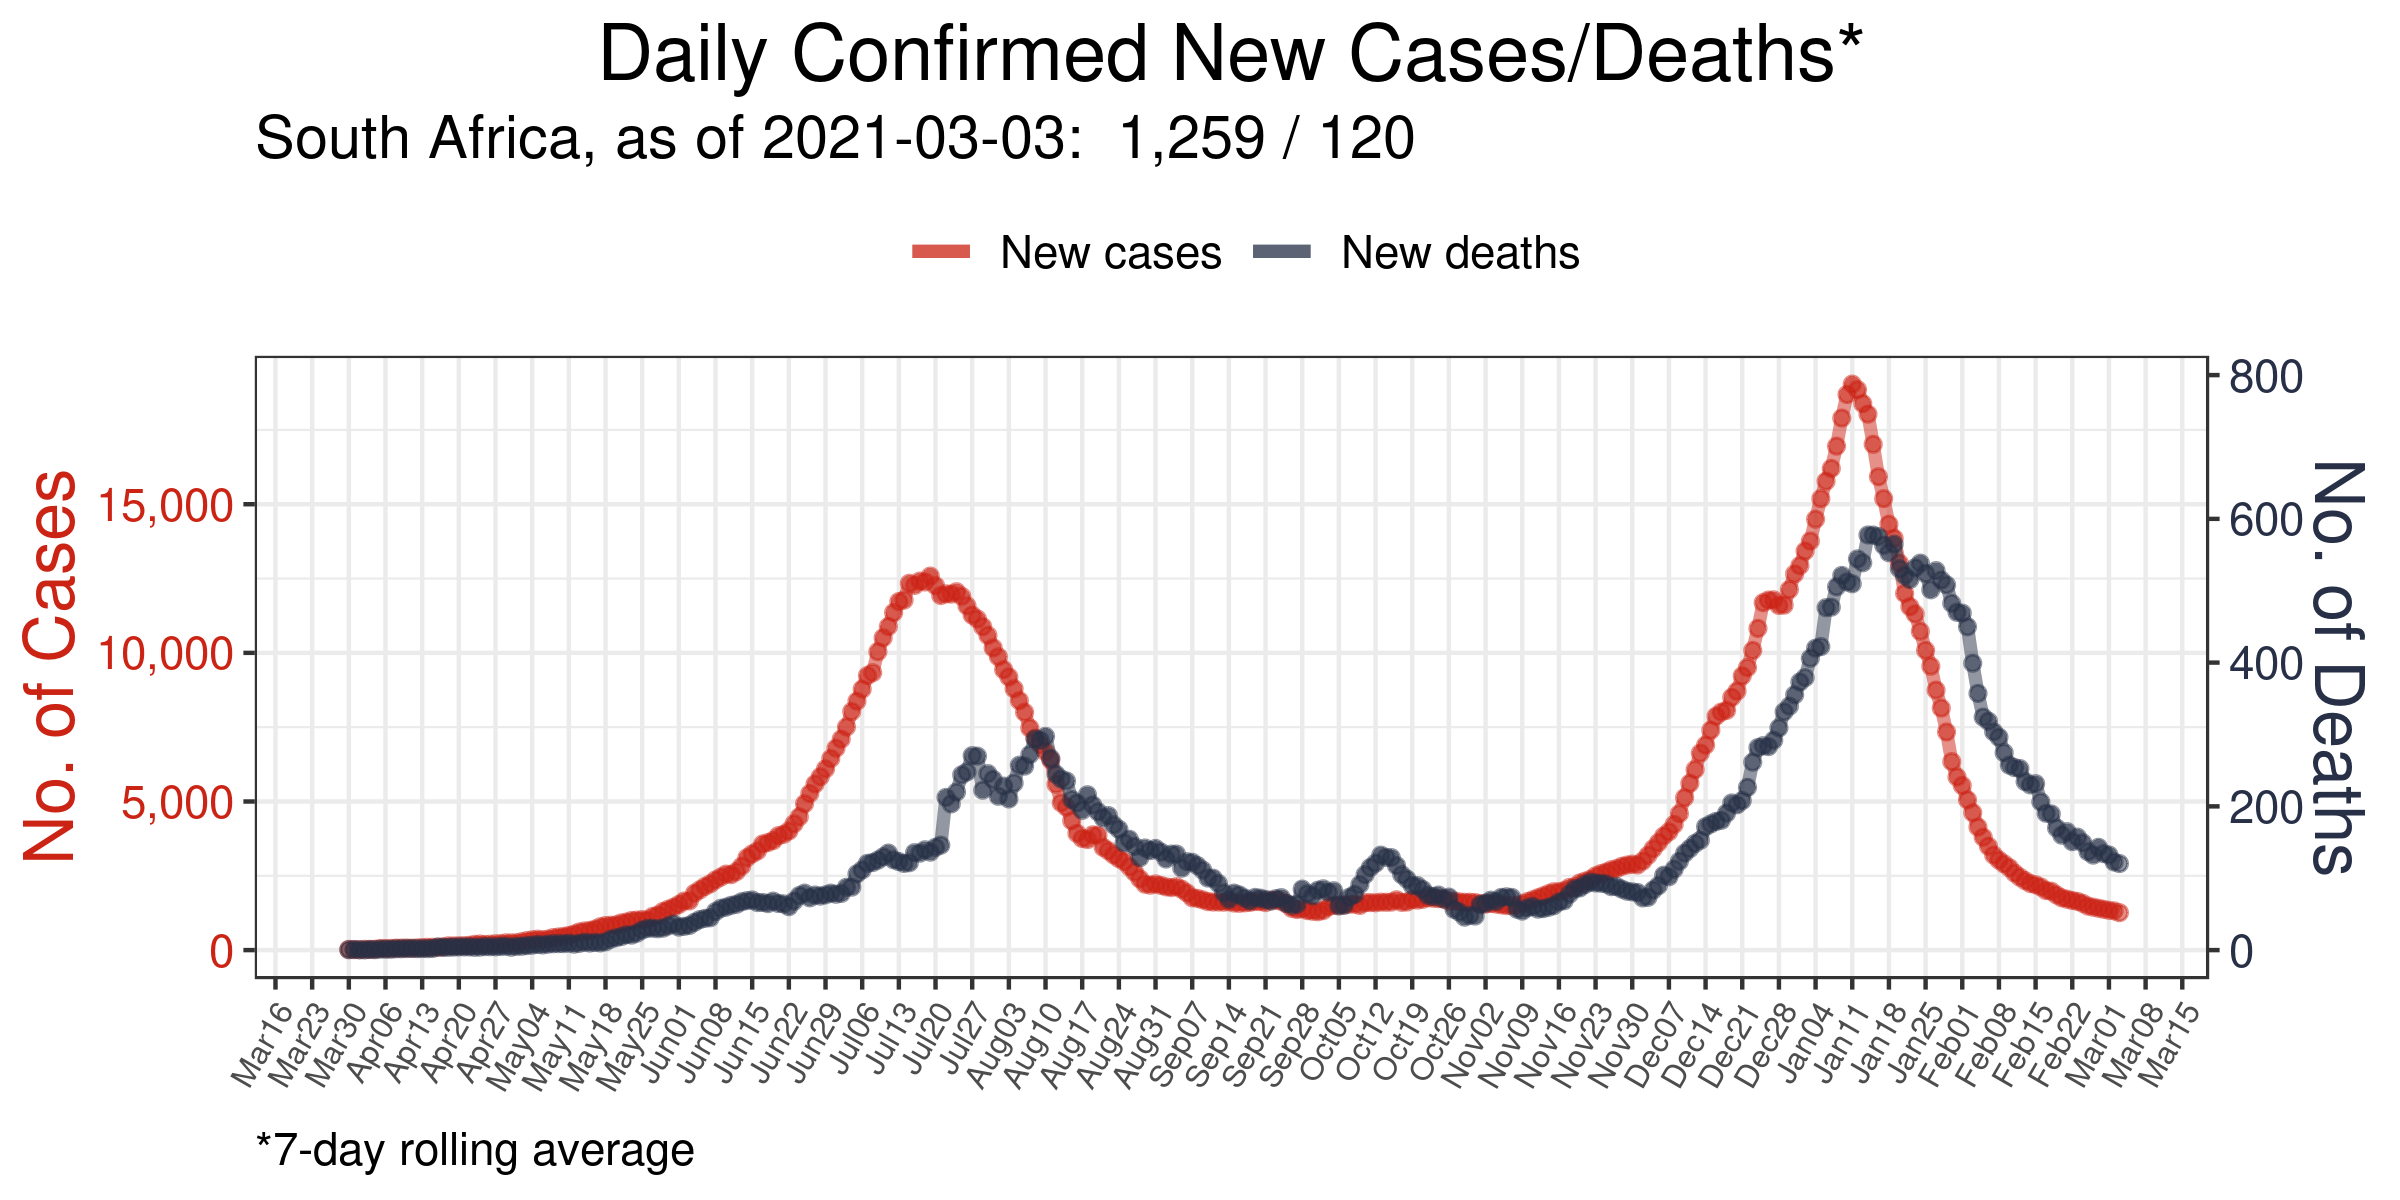 Daily Confirmed New Cases/Deaths*
South Africa, as of 2021-03-03:  1,259 / 120
New cases
New deaths
No. of Cases
15,000
10,000
5,000
0
800
600
400
200
0
No. of Deaths
Mar16
Mar23
Mar30
Apr06
Apr13
Apr20
Apr27
May04
May11
May18
May25
Jun01
Jun08
Jun15
Jun22
Jun29
Jul06
Jul13
Jul20
Jul27
Aug03
Aug10
Aug17
Aug24
Aug31
Sep07
Sep14
Sep21
Sep28
Oct05
Oct12
Oct19
Oct26
Nov02
Nov09
Nov16
Nov23
Nov30
Dec07
Dec14
Dec21
Dec28
Jan04
Jan11
Jan18
Jan25
Feb01
Feb08
Feb15
Feb22
Mar01
Mar08
Mar15
*7-day rolling average